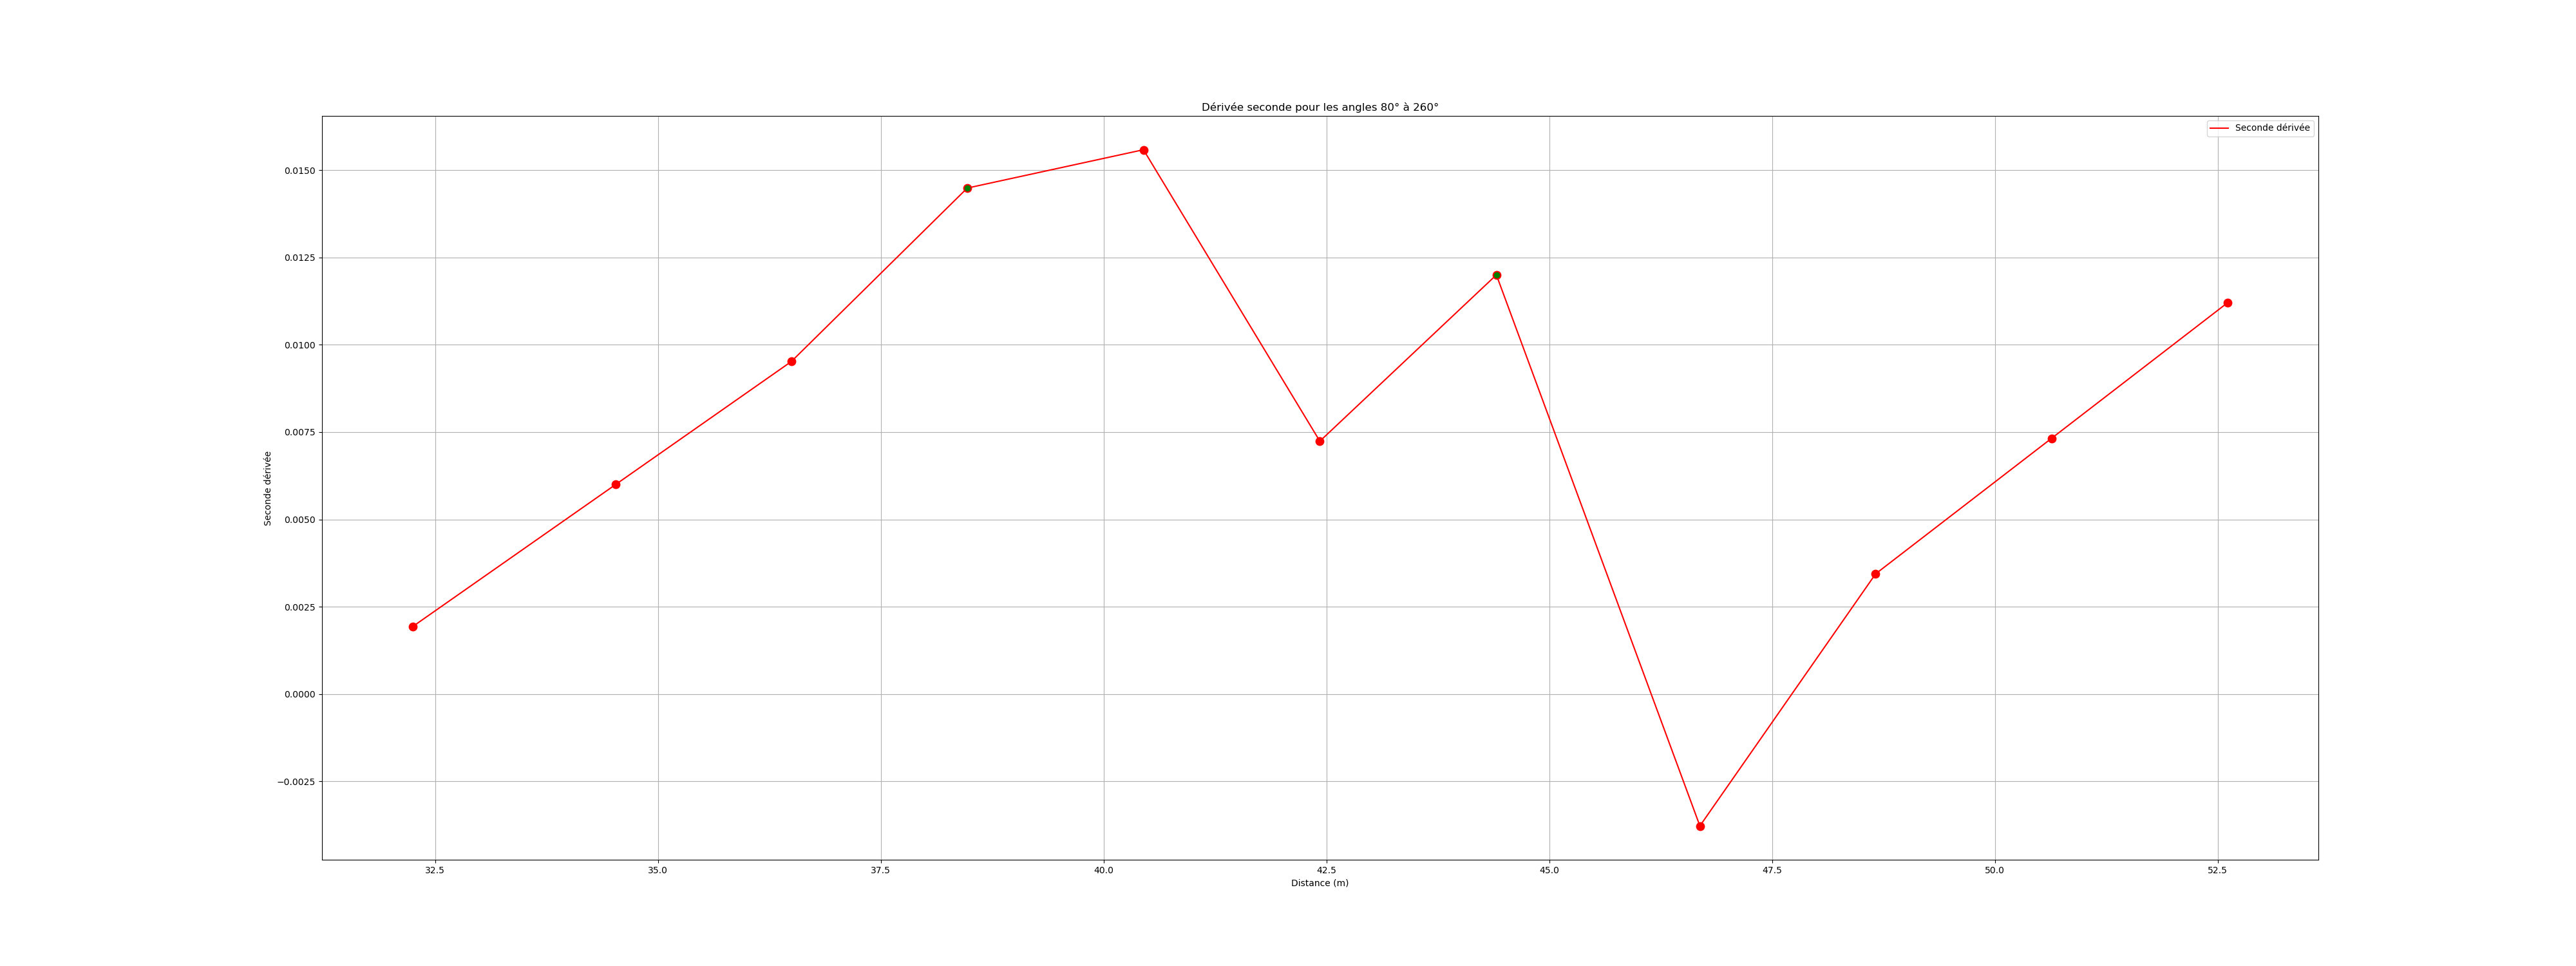 Dérivée seconde pour les angles 80° à 260°
Seconde dérivée
0.0150
0.0125
0.0100
0.0075
0.0050
0.0025
0.0000
−0.0025
Seconde dérivée
32.5 35.0 37.5 40.0 42.5 45.0 47.5 50.0 52.5
Distance (m)